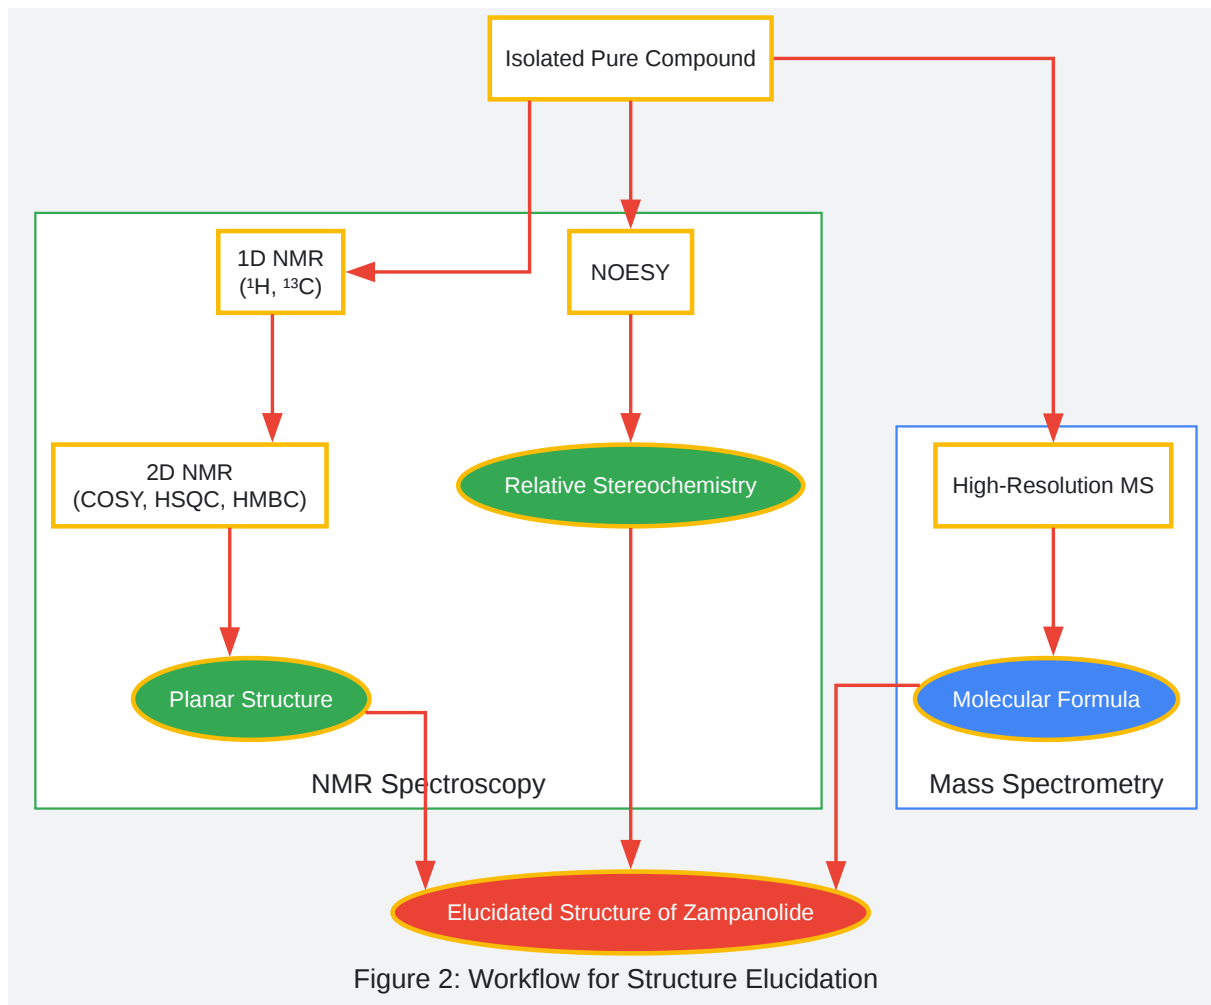 Isolated Pure Compound
1D NMR
(¹H, ¹³C)
NOESY
2D NMR
(COSY, HSQC, HMBC)
Relative Stereochemistry
High-Resolution MS
Planar Structure
Molecular Formula
NMR Spectroscopy
Mass Spectrometry
Elucidated Structure of Zampanolide
Figure 2: Workflow for Structure Elucidation